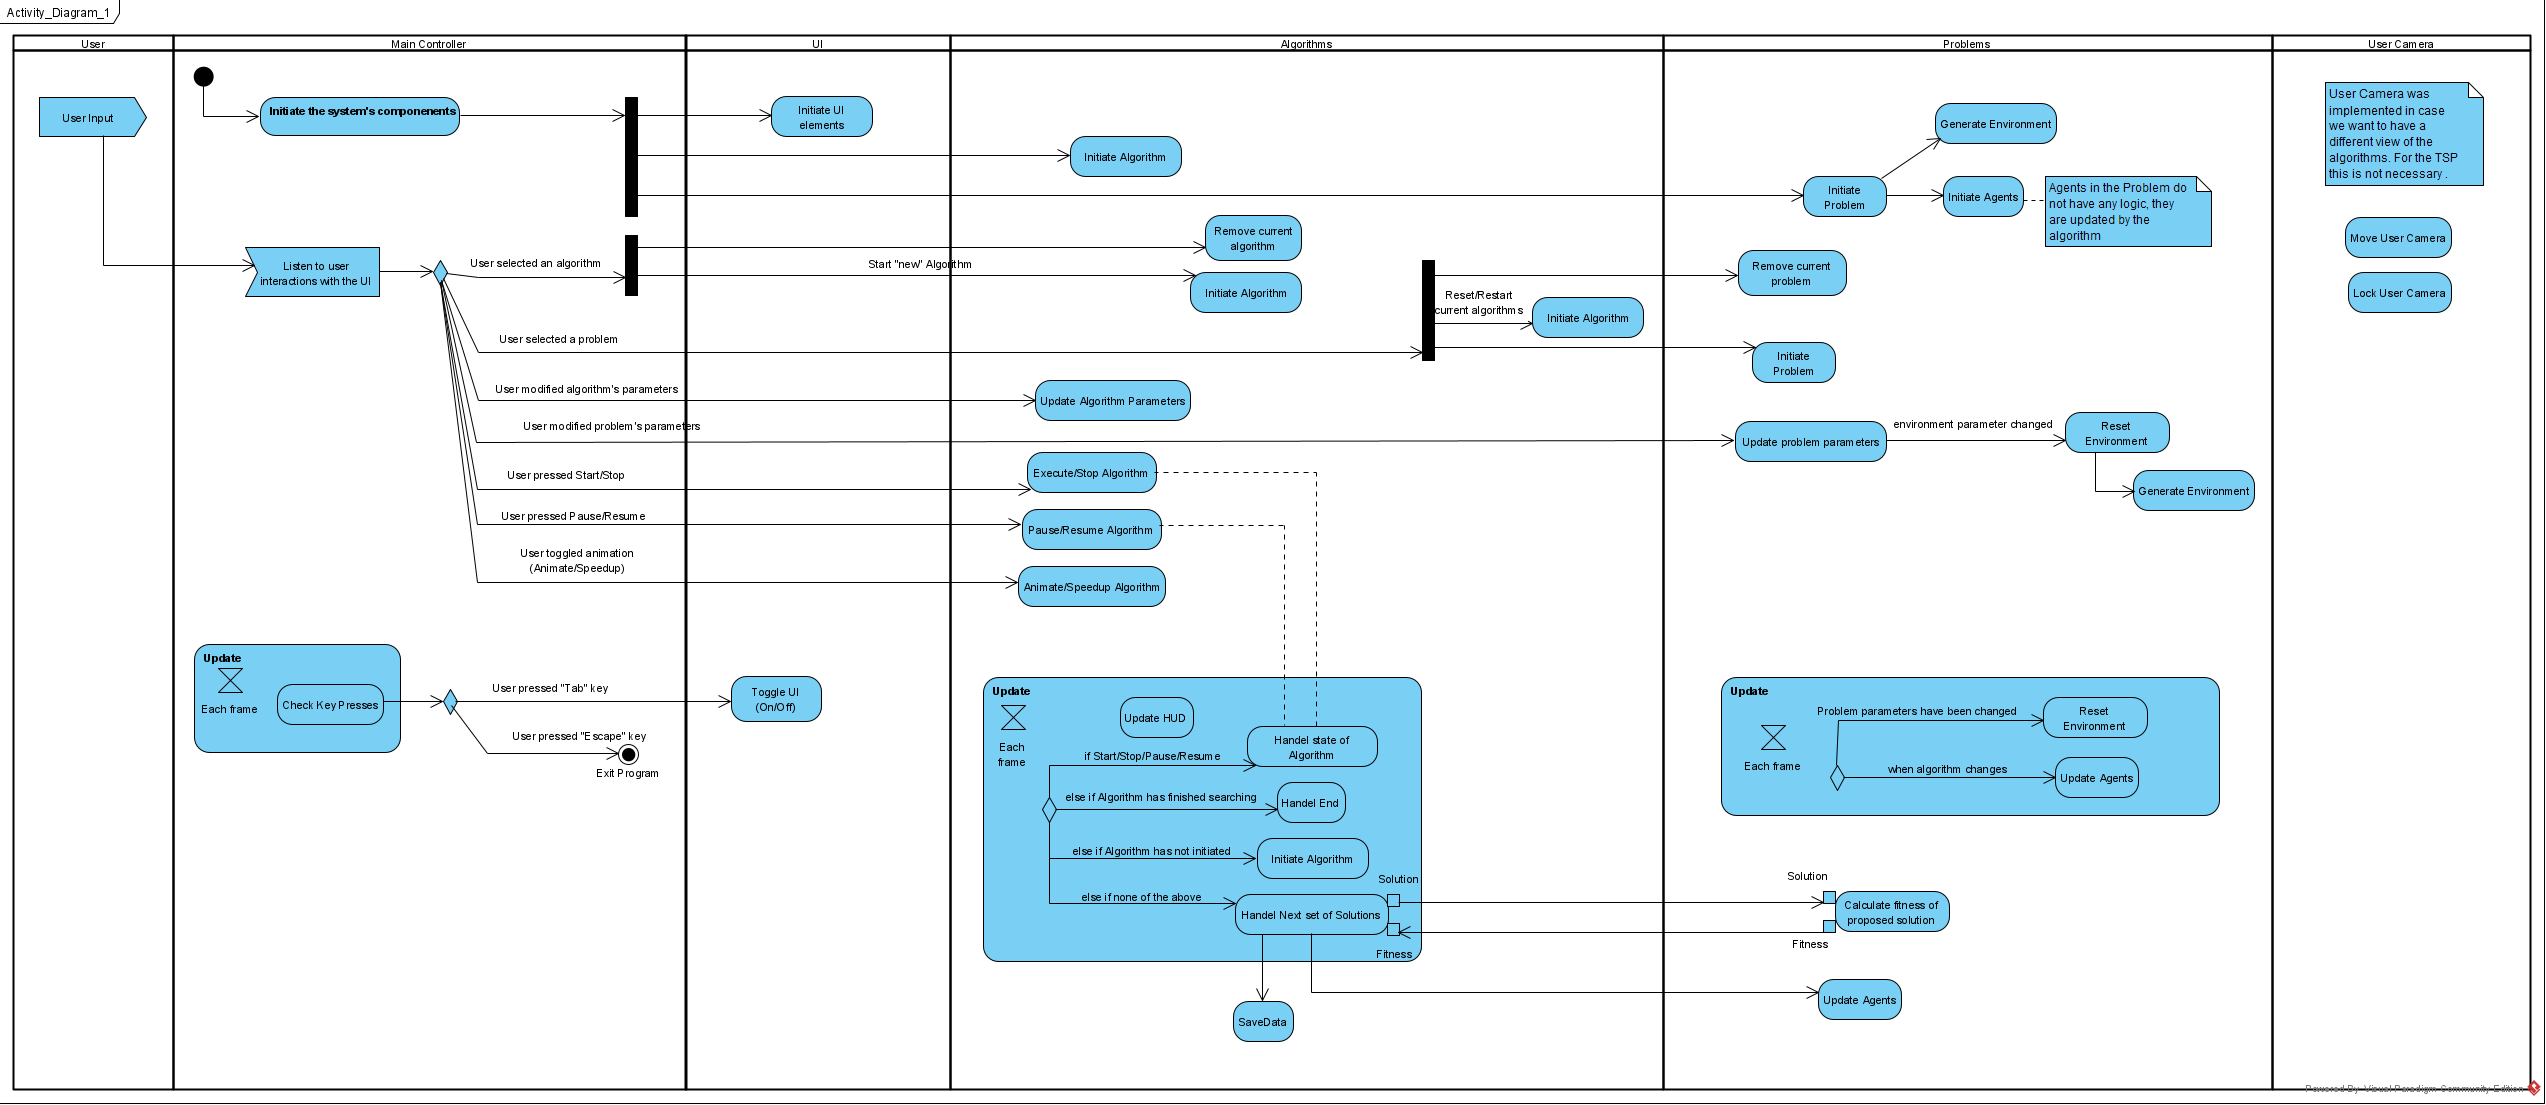 Activity_Diagram_1
User
Main Controller
UI
Algorithms
Problems
User Camera
User Input
Initiate the system's componenents
Initiate UI
elements
Initiate Algorithm
Initiate
Problem
Generate Environment
Initiate Agents
Agents in the Problem do
not have any logic, they
are updated by the
algorithm
User Camera was
implemented in case
we want to have a
different view of the
algorithms. For the TSP
this is not necessary.
Move User Camera
Lock User Camera
Listen to user
interactions with the UI
User selected an algorithm
Start "new" Algorithm
Remove current
algorithm
Initiate Algorithm
User selected a problem
Reset/Restart
current algorithms
Remove current
problem
Initiate Algorithm
Initiate
Problem
User modified algorithm's parameters
Update Algorithm Parameters
User modified problem's parameters
Update problem parameters
environment parameter changed
Reset
Environment
Generate Environment
User pressed Start/Stop
Execute/Stop Algorithm
User pressed Pause/Resume
Pause/Resume Algorithm
User toggled animation
(Animate/Speedup)
Animate/Speedup Algorithm
Update
Each frame
Check Key Presses
User pressed "Tab" key
Toggle UI
(On/Off)
User pressed "Escape" key
Exit Program
Update
Each
frame
Update HUD
Handel state of
Algorithm
if Start/Stop/Pause/Resume
else if Algorithm has finished searching
Handel End
else if Algorithm has not initiated
Initiate Algorithm
else if none of the above
Handel Next set of Solutions
Solution
Fitness
SaveData
Update
Each frame
Problem parameters have been changed
Reset
Environment
when algorithm changes
Update Agents
Solution
Calculate fitness of
proposed solution
Fitness
Update Agents
Powered By Visual Paradigm Community Edition